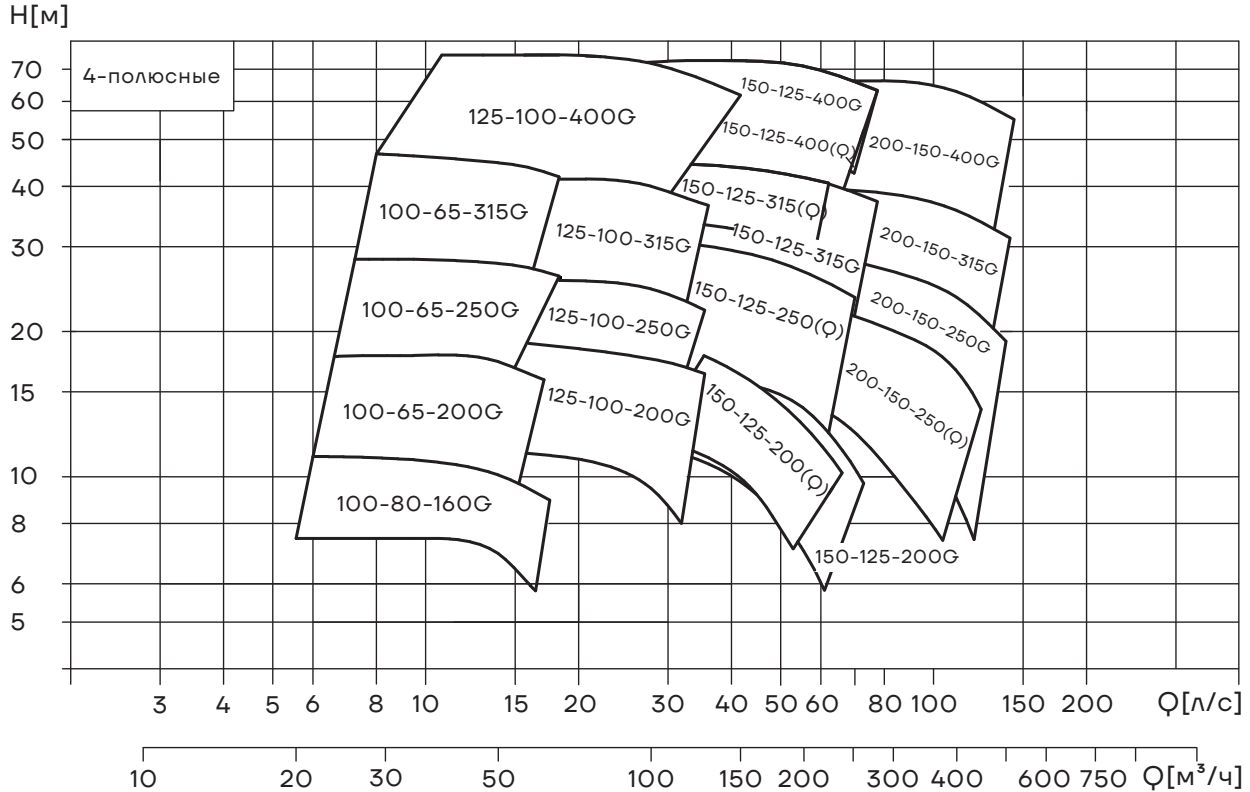 H[м]
4-полюсные
70
60
50
40
30
20
15
10
8
6
5
125-100-400G
150-125-400G
150-125-400(Q)
200-150-400G
100-65-315G
125-100-315G
150-125-315(Q)
150-125-315G
200-150-315G
100-65-250G
125-100-250G
150-125-250(Q)
200-150-250G
200-150-250(Q)
100-65-200G
125-100-200G
150-125-200(Q)
100-80-160G
150-125-200G
3 4 5 6 8 10 15 20 30 40 50 60 80 100 150 200 Q[л/с]
10 20 30 50 100 150 200 300 400 600 750 Q[м³/ч]